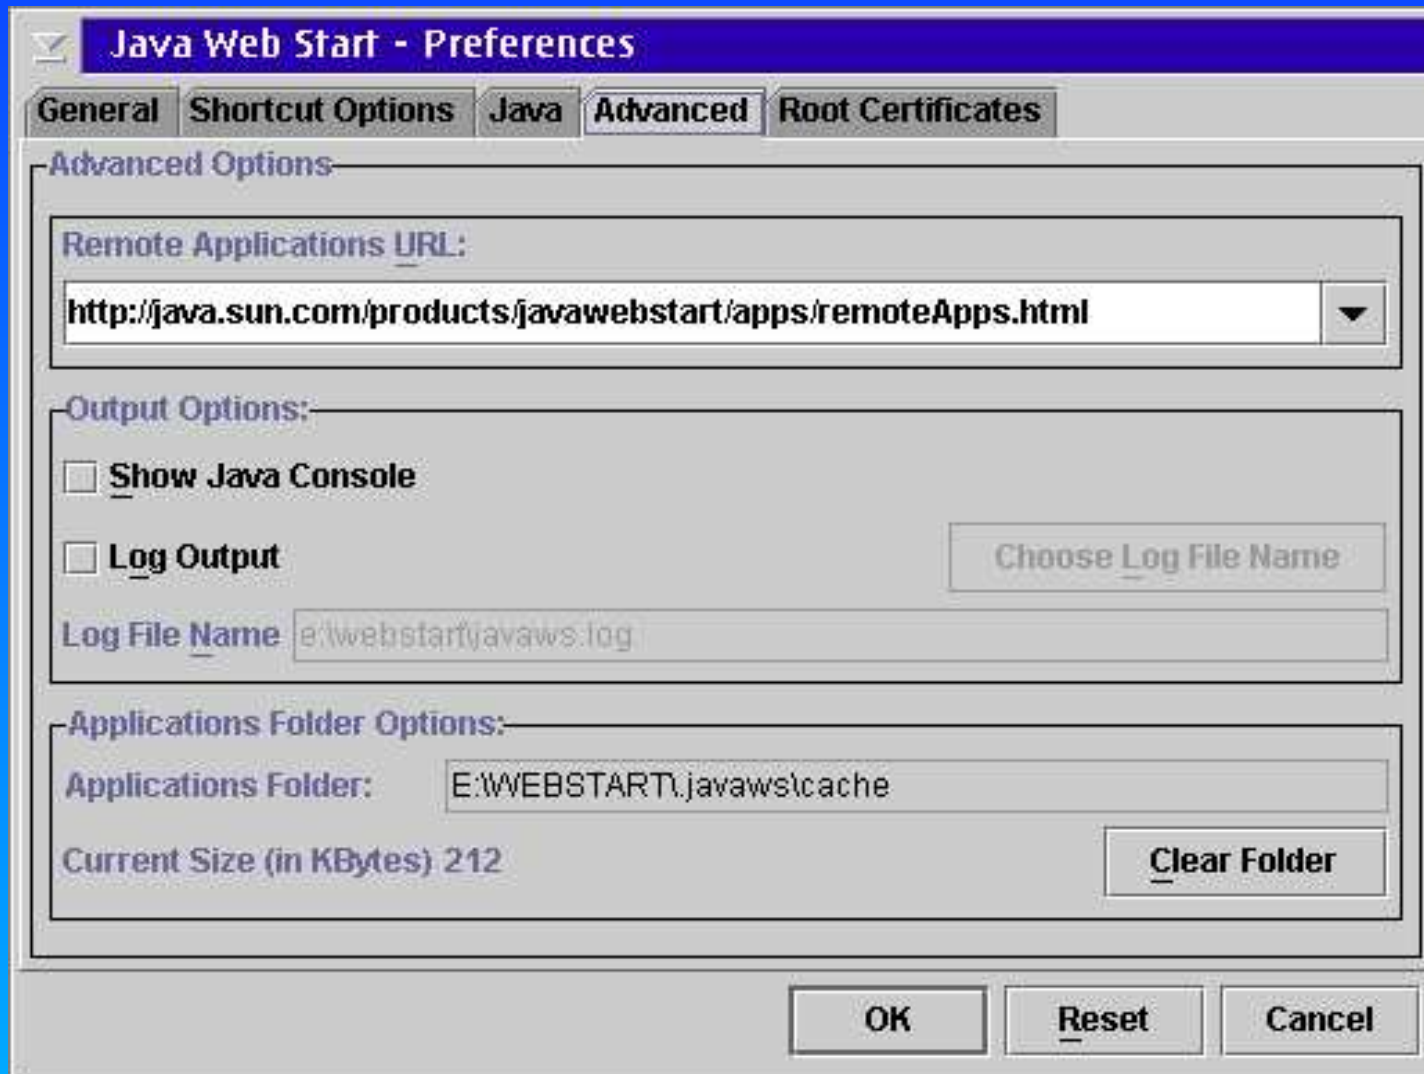 Java Web Start - Preferences
General Shortcut Options Java Advanced Root Certificates
Advanced Options
Remote Applications URL:
http://java.sun.com/products/javawebstart/apps/remoteApps.html
Output Options:
Show Java Console
Log Output Choose Log File Name
Log File Name e:\webstart\javaws.log
Applications Folder Options:
Applications Folder: E:\WEBSTART\.javaws\cache
Current Size (in KBytes) 212 Clear Folder
OK Reset Cancel